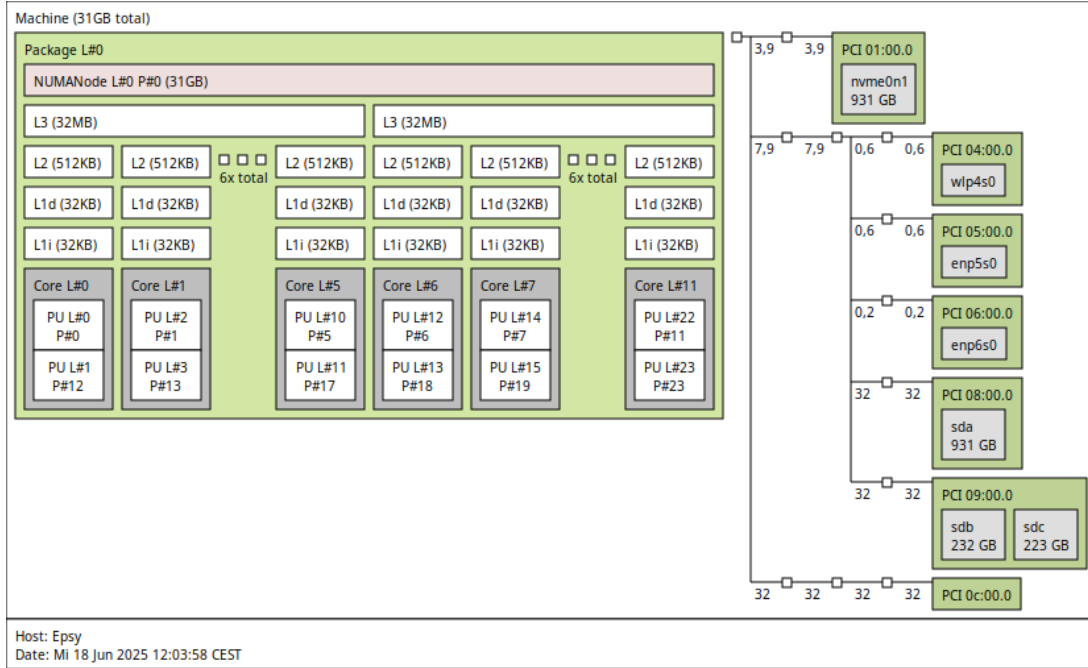 Machine (31GB total)
Package L#0
NUMANode L#0 P#0 (31GB)
L3 (32MB) L3 (32MB)
L2 (512KB) L2 (512KB) 6x total L2 (512KB) L2 (512KB) L2 (512KB) 6x total L2 (512KB)
L1d (32KB) L1d (32KB) L1d (32KB) L1d (32KB) L1d (32KB) L1d (32KB)
L1i (32KB) L1i (32KB) L1i (32KB) L1i (32KB) L1i (32KB) L1i (32KB)
Core L#0 Core L#1 Core L#5 Core L#6 Core L#7 Core L#11
PU L#0 PU L#2 PU L#10 PU L#12 PU L#14 PU L#22
P#0 P#1 P#5 P#6 P#7 P#11
PU L#1 PU L#3 PU L#11 PU L#13 PU L#15 PU L#23
P#12 P#13 P#17 P#18 P#19 P#23
3,9 3,9 PCI 01:00.0
nvme0n1
931 GB
7,9 7,9 0,6 0,6 PCI 04:00.0
wlp4s0
0,6 0,6 PCI 05:00.0
enp5s0
0,2 0,2 PCI 06:00.0
enp6s0
32 32 PCI 08:00.0
sda
931 GB
32 32 PCI 09:00.0
sdb sdc
232 GB 223 GB
32 32 32 32 PCI 0c:00.0
Host: Epsy
Date: Mi 18 Jun 2025 12:03:58 CEST